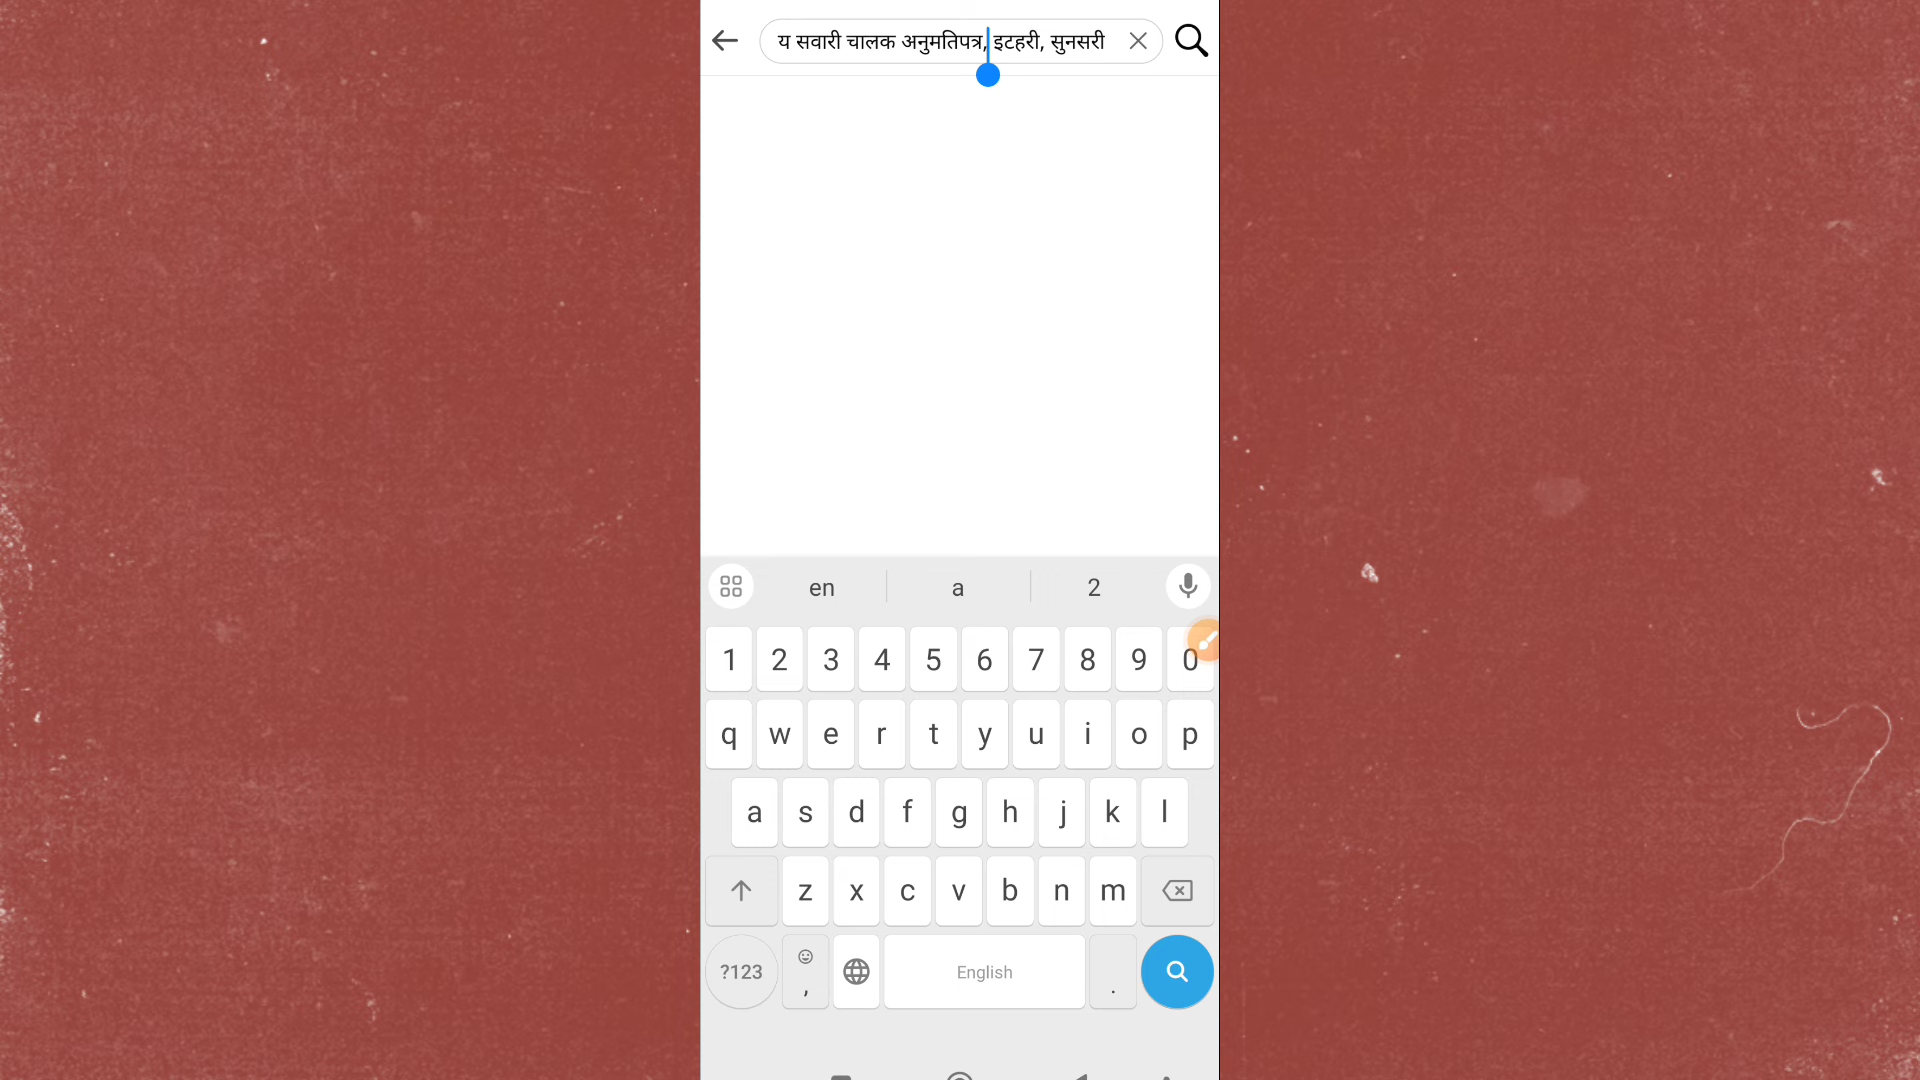 य सवारी चालक अनुमतिपत्र, इटहरी, सुनसरी
en a 2
1 2 3 4 5 6 7 8 9 0
q w e r t y u i o p
a s d f g h j k l
z x c v b n m
?123 , English .